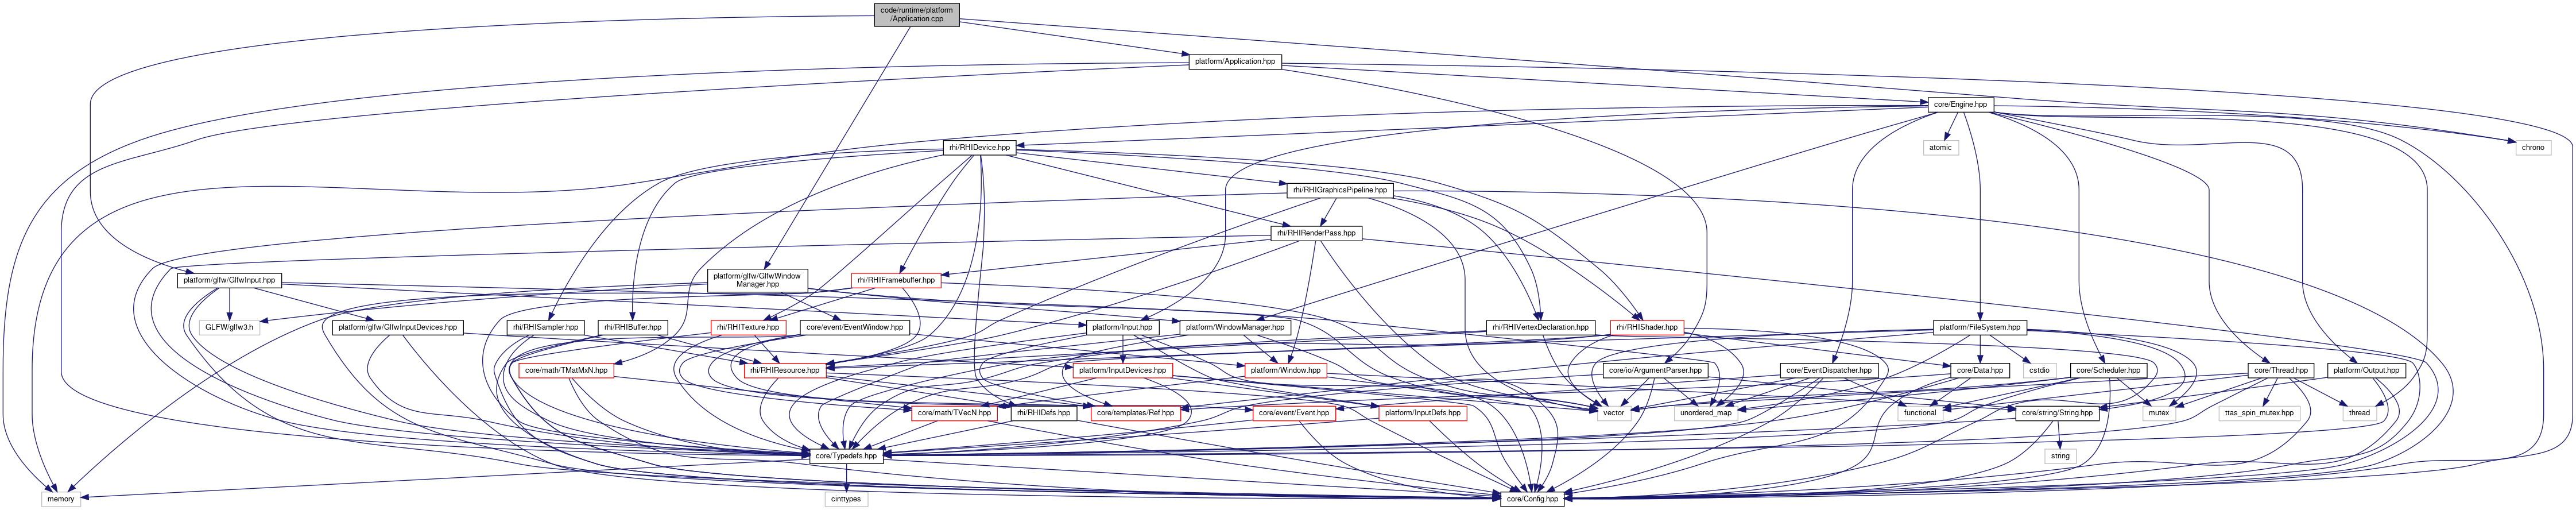 code/runtime/platform
/Application.cpp
platform/Application.hpp
core/Engine.hpp
rhi/RHIDevice.hpp
atomic
chrono
rhi/RHIGraphicsPipeline.hpp
rhi/RHIRenderPass.hpp
platform/glfw/GlfwInput.hpp
platform/glfw/GlfwWindow
Manager.hpp
rhi/RHIFramebuffer.hpp
GLFW/glfw3.h
platform/glfw/GlfwInputDevices.hpp
rhi/RHISampler.hpp
rhi/RHIBuffer.hpp
rhi/RHITexture.hpp
core/event/EventWindow.hpp
platform/Input.hpp
platform/WindowManager.hpp
rhi/RHIVertexDeclaration.hpp
rhi/RHIShader.hpp
platform/FileSystem.hpp
core/math/TMatMxN.hpp
rhi/RHIResource.hpp
platform/InputDevices.hpp
platform/Window.hpp
core/io/ArgumentParser.hpp
core/EventDispatcher.hpp
core/Data.hpp
cstdio
core/Scheduler.hpp
core/Thread.hpp
platform/Output.hpp
core/math/TVecN.hpp
rhi/RHIDefs.hpp
core/templates/Ref.hpp
core/event/Event.hpp
platform/InputDefs.hpp
vector
unordered_map
functional
core/string/String.hpp
mutex
ttas_spin_mutex.hpp
thread
core/Typedefs.hpp
string
memory
cinttypes
core/Config.hpp